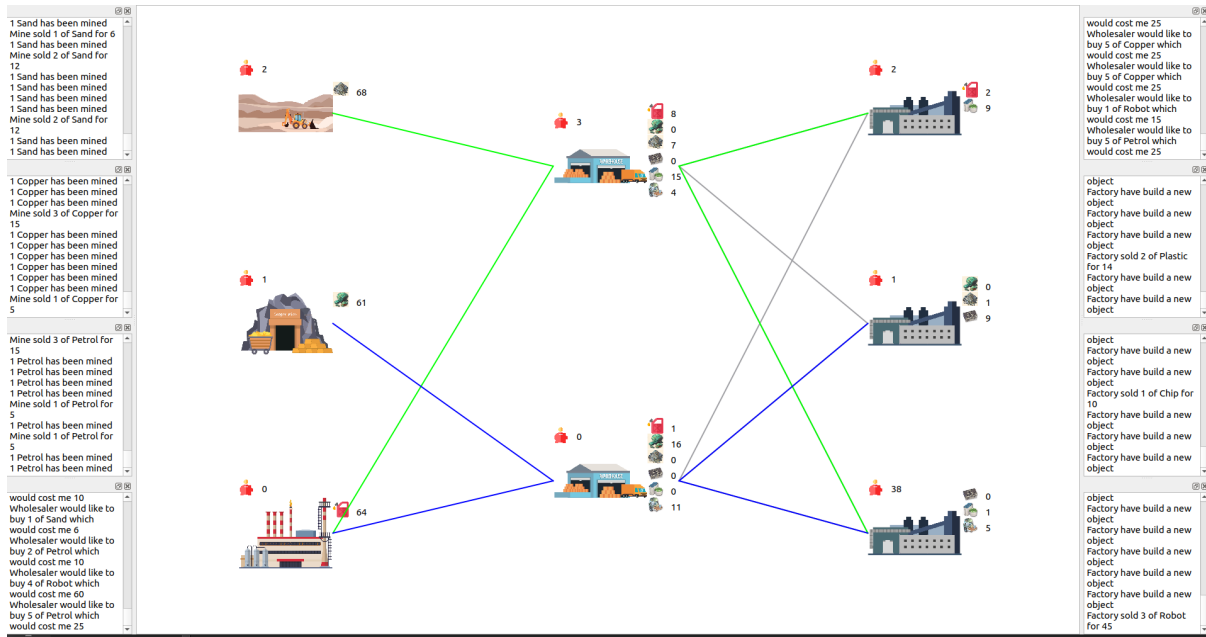 1 Sand has been mined
Mine sold 1 of Sand for 6
1 Sand has been mined
Mine sold 2 of Sand for
12
1 Sand has been mined
1 Sand has been mined
1 Sand has been mined
1 Sand has been mined
Mine sold 2 of Sand for
12
1 Sand has been mined
1 Sand has been mined
1 Copper has been mined
1 Copper has been mined
1 Copper has been mined
Mine sold 3 of Copper for
15
1 Copper has been mined
1 Copper has been mined
1 Copper has been mined
1 Copper has been mined
1 Copper has been mined
Mine sold 1 of Copper for
5
Mine sold 3 of Petrol for
15
1 Petrol has been mined
1 Petrol has been mined
1 Petrol has been mined
1 Petrol has been mined
Mine sold 1 of Petrol for
5
1 Petrol has been mined
Mine sold 1 of Petrol for
5
1 Petrol has been mined
1 Petrol has been mined
would cost me 10
Wholesaler would like to
buy 1 of Sand which
would cost me 6
Wholesaler would like to
buy 2 of Petrol which
would cost me 10
Wholesaler would like to
buy 4 of Robot which
would cost me 60
Wholesaler would like to
buy 5 of Petrol which
would cost me 25
2
68
1
61
0
64
3
8
0
7
0
15
4
0
1
16
0
0
0
11
2
2
9
1
0
1
9
38
0
1
5
would cost me 25
Wholesaler would like to
buy 5 of Copper which
would cost me 25
Wholesaler would like to
buy 5 of Copper which
would cost me 25
Wholesaler would like to
buy 1 of Robot which
would cost me 15
Wholesaler would like to
buy 5 of Petrol which
would cost me 25
object
Factory have build a new
object
Factory have build a new
object
Factory have build a new
object
Factory sold 2 of Plastic
for 14
Factory have build a new
object
Factory have build a new
object
object
Factory have build a new
object
Factory have build a new
object
Factory sold 1 of Chip for
10
Factory have build a new
object
Factory have build a new
object
Factory have build a new
object
object
Factory have build a new
object
Factory have build a new
object
Factory have build a new
object
Factory have build a new
object
Factory have build a new
object
Factory sold 3 of Robot
for 45